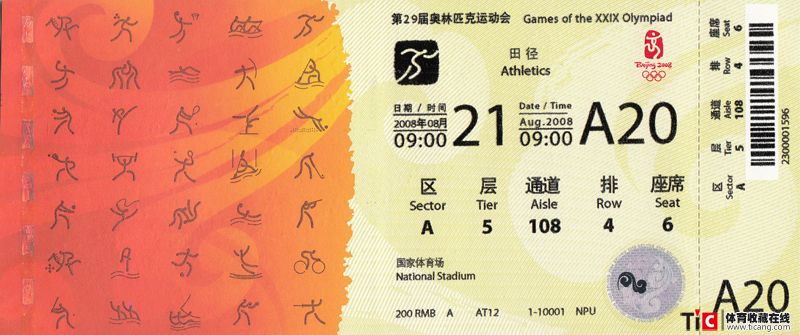 第29届奥林匹克运动会 Games of the XXIX Olympiad
田径
Athletics
Beijing 2008
日期 / 时间
2008年08月
09:00
21
Date / Time
Aug.2008
09:00
A20
区 层 通道 排 座席
Sector Tier Aisle Row Seat
A 5 108 4 6
国家体育场
National Stadium
200 RMB A AT12 1-10001 NPU
座席 Seat 6
排 Row 4
通道 Aisle 108
层 Tier 5
区 Sector A
2300001596
A20
TiC 体育收藏在线
www.ticang.com